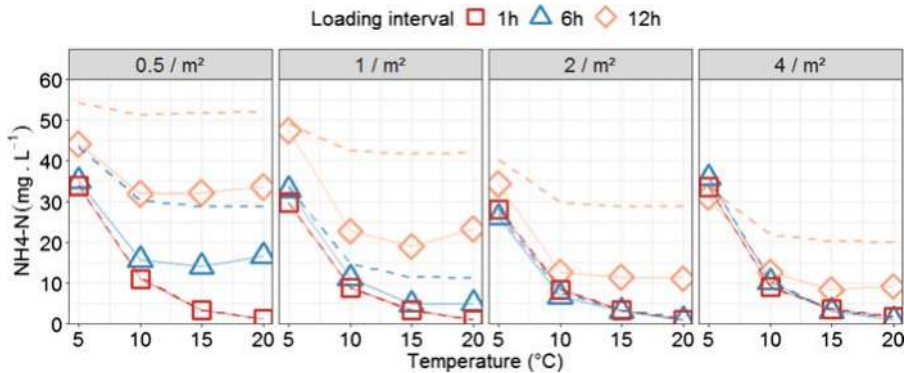 Loading interval 1h 6h 12h
0.5 / m² 1 / m² 2 / m² 4 / m²
NH4-N (mg . L⁻¹)
60
50
40
30
20
10
0
5 10 15 20 5 10 15 20 5 10 15 20 5 10 15 20
Temperature (°C)